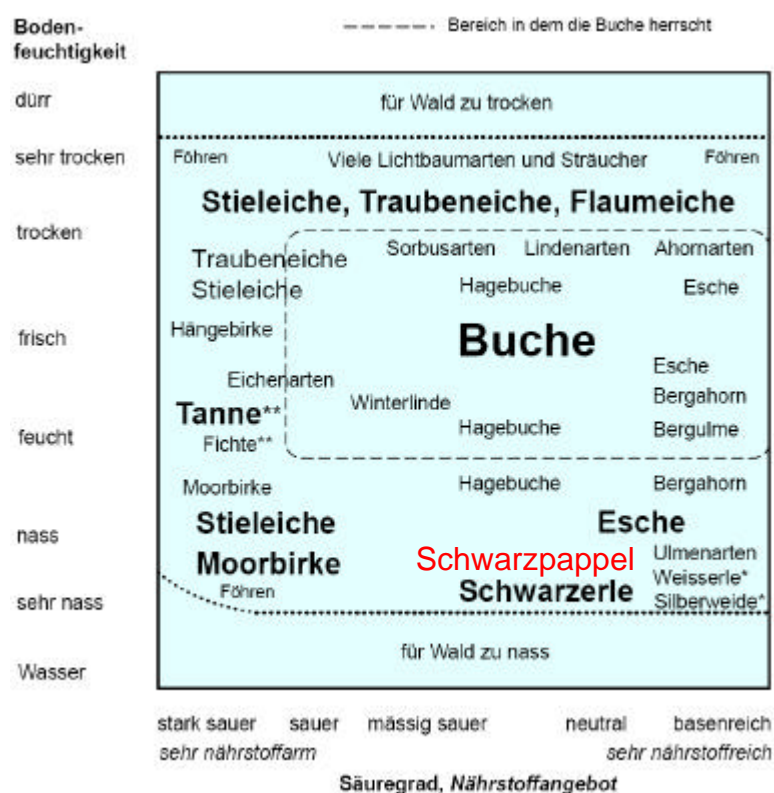 Boden-
feuchtigkeit
Bereich in dem die Buche herrscht
dürr
für Wald zu trocken
sehr trocken
Föhren
Viele Lichtbaumarten und Sträucher
Föhren
Stieleiche, Traubeneiche, Flaumeiche
trocken
Traubeneiche
Sorbusarten
Lindenarten
Ahornarten
Stieleiche
Hagebuche
Esche
frisch
Hängebirke
Buche
Esche
Eichenarten
Winterlinde
Bergahorn
Tanne**
feucht
Fichte**
Hagebuche
Bergulme
Moorbirke
Hagebuche
Bergahorn
nass
Stieleiche
Esche
Moorbirke
Schwarzpappel
Ulmenarten
Weisserle*
sehr nass
Föhren
Schwarzerle
Silberweide*
für Wald zu nass
Wasser
stark sauer sauer mässig sauer neutral basenreich
sehr nährstoffarm sehr nährstoffreich
Säuregrad, Nährstoffangebot